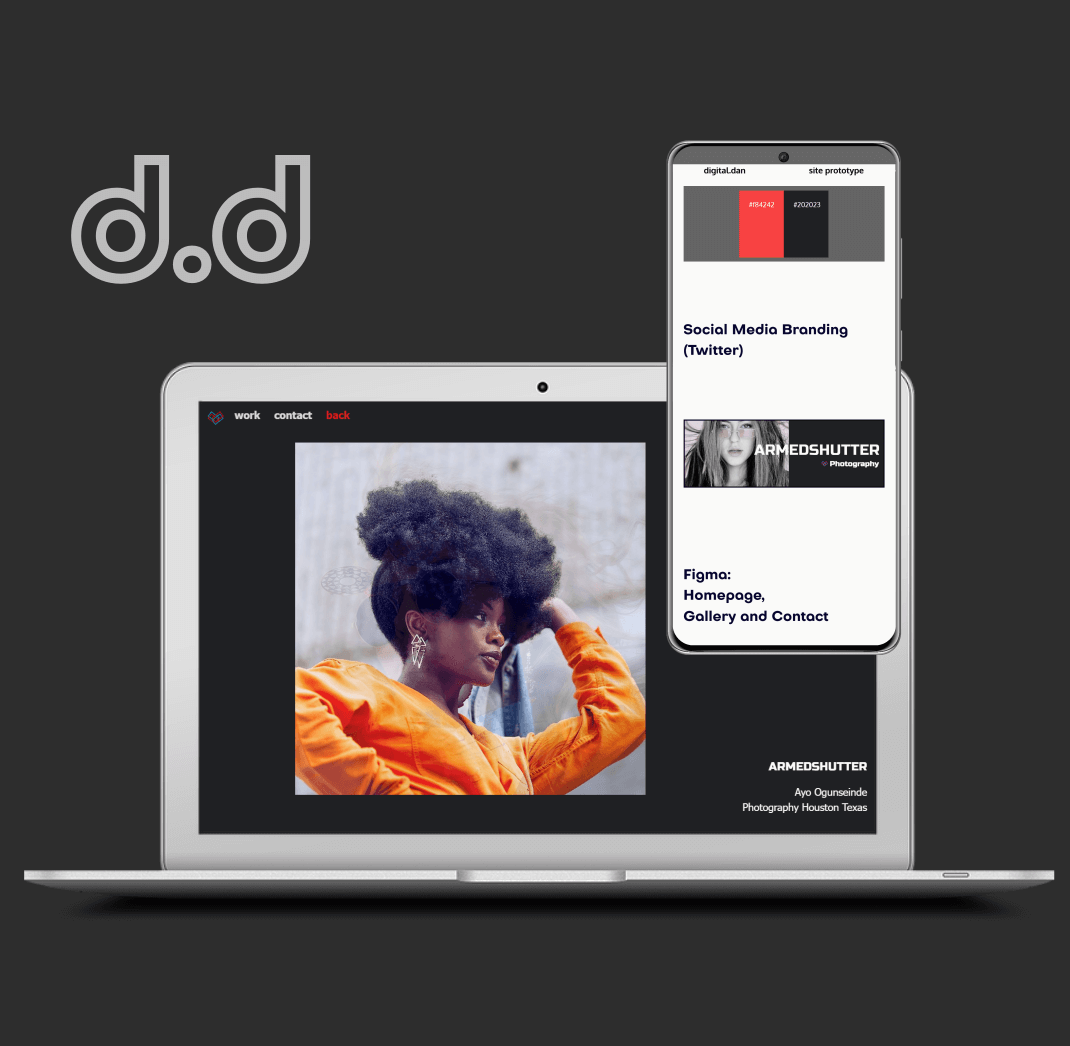 d.d
digital.dan site prototype
#f84242 #202023
Social Media Branding
(Twitter)
ARMEDSHUTTER
Photography
Figma:
Homepage,
Gallery and Contact
work contact back
ARMEDSHUTTER
Ayo Ogunseinde
Photography Houston Texas